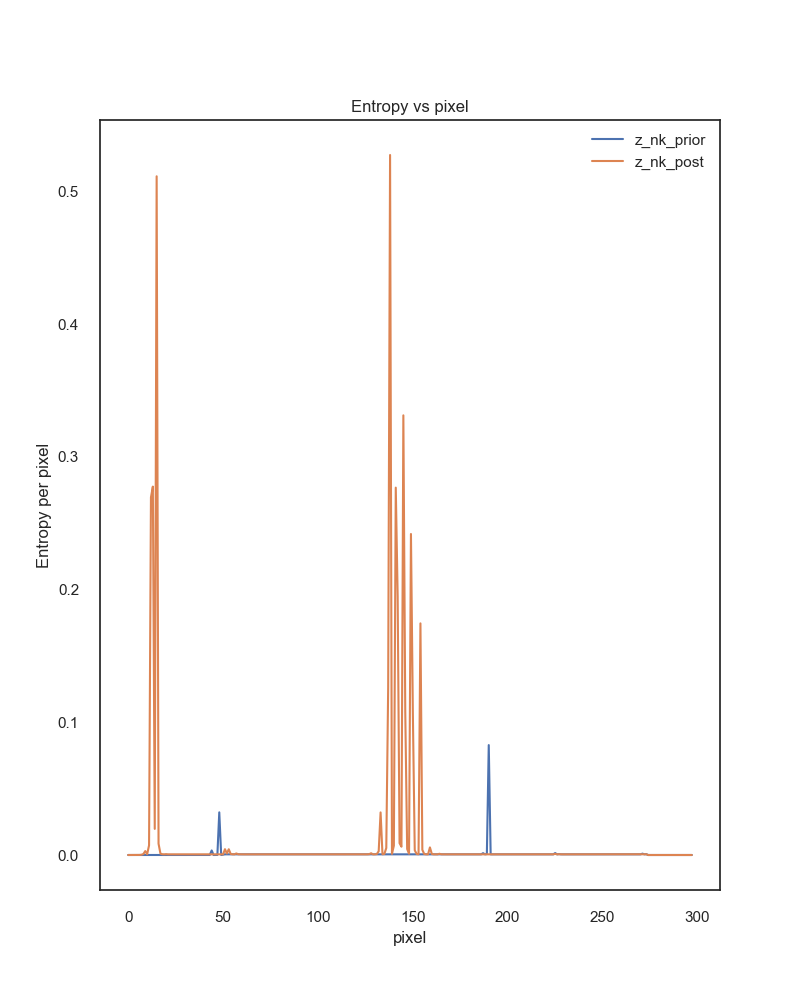 Entropy vs pixel
z_nk_prior
z_nk_post
0.5
0.4
0.3
0.2
0.1
0.0
Entropy per pixel
0 50 100 150 200 250 300
pixel